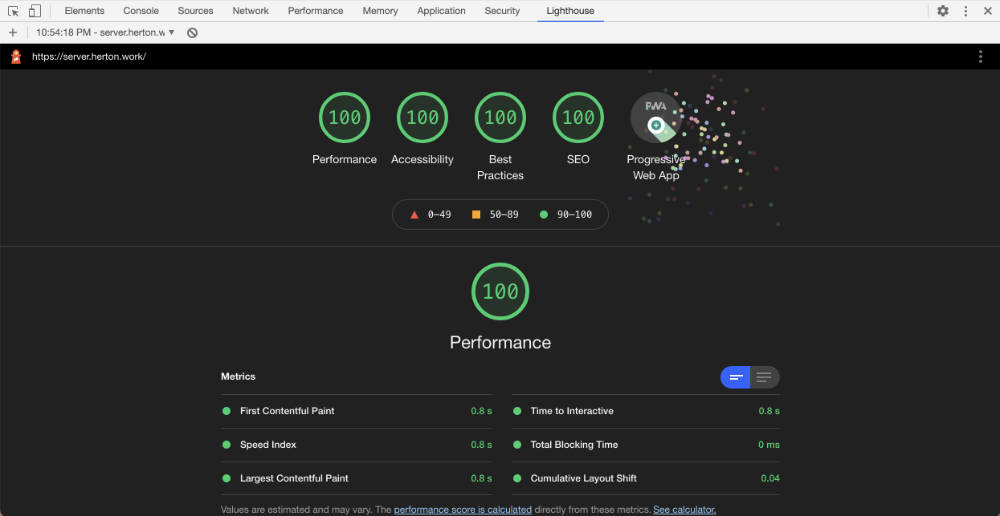 Elements Console Sources Network Performance Memory Application Security Lighthouse
10:54:18 PM - server.herton.w
https://server.herton.work/
100 100 100 100 PWA
Performance Accessibility Best Practices SEO Progressive Web App
0–49 50–89 90–100
100
Performance
Metrics
First Contentful Paint 0.8 s Time to Interactive 0.8 s
Speed Index 0.8 s Total Blocking Time 0 ms
Largest Contentful Paint 0.8 s Cumulative Layout Shift 0.04
Values are estimated and may vary. The performance score is calculated directly from these metrics. See calculator.